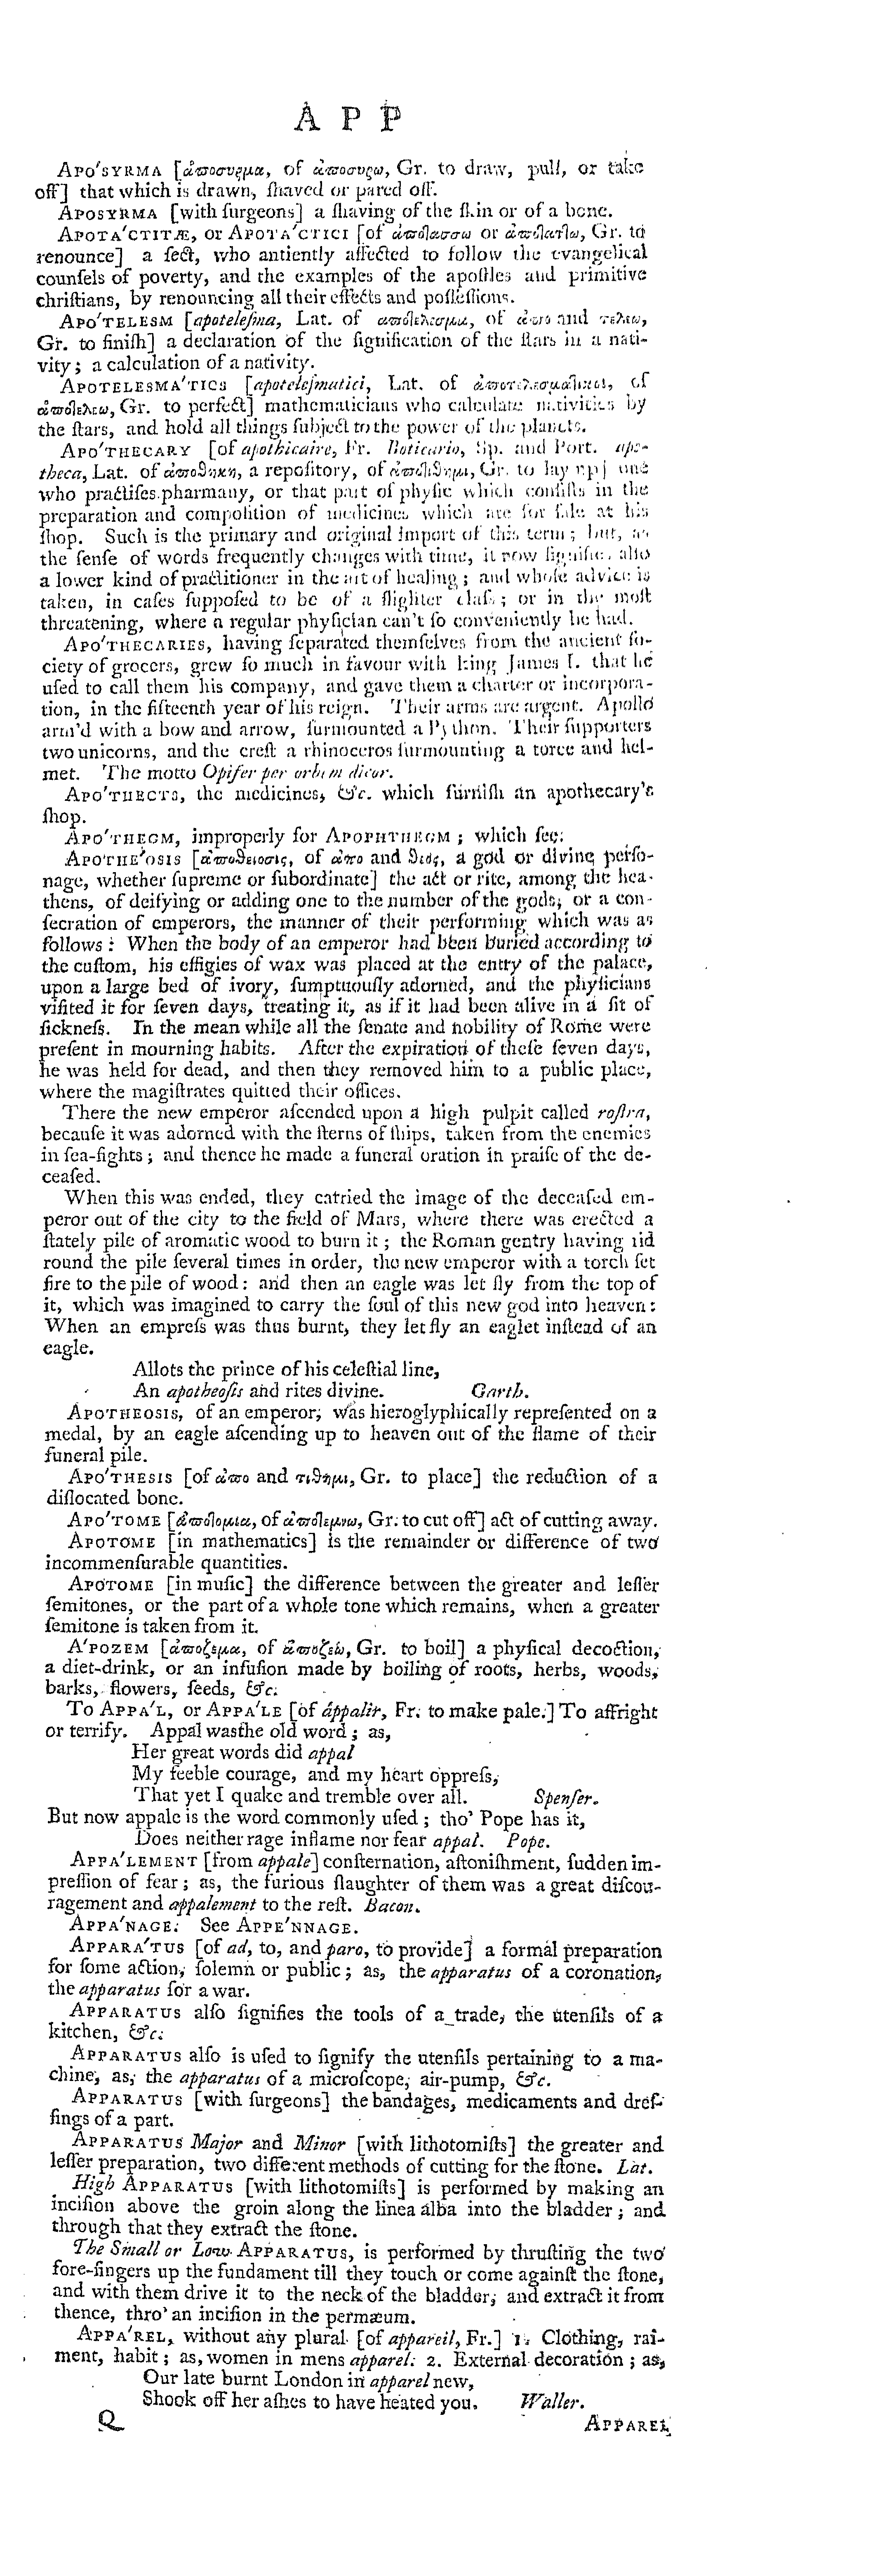 A P P
APO'SYRMA [ἀποσυρμα, of ἀποσυρω, Gr. to draw, pull, or take
off] that which is drawn, ſhaved or pared off.
APOSYRMA [with ſurgeons] a ſhaving of the ſkin or of a bone.
APOTA'CTITÆ, or APOTA'CTICI [of ἀποταστω or ἀποτατω, Gr. to
renounce] a ſect, who antiently affected to follow the evangelical
counſels of poverty, and the examples of the apoſtles and primitive
chriſtians, by renouncing all their effects and poſſeſſions.
APO'TELESM [apoteleſma, Lat. of αποτελεσμα, of ἀπο and τελεω,
Gr. to finiſh] a declaration of the ſignification of the ſtars in a nati-
vity; a calculation of a nativity.
APOTELESMA'TICS [apoteleſmatici, Lat. of of
ἀποτελεω, Gr. to perfect] mathematicians who calculate nativities by
the ſtars, and hold all things ſubject to the power of the planets.
APO'THECARY [of apothicaire, Fr. Boticario, Sp. and Port. apo-
theca, Lat. of ἀποθηκη, a repoſitory, of ἀποτιθημι, Gr. to lay up] one
who practiſes pharmany, or that part of phyſic which conſiſts in the
preparation and compoſition of medicines which are for ſale at his
ſhop. Such is the primary and original import of this term; but, as
the ſenſe of words frequently changes with time, it now ſignifies alſo
a lower kind of practitioner in the art of healing; and whoſe advice is
taken, in caſes ſuppoſed to be of a ſlighter claſs; or in the moſt
threatening, where a regular phyſician can't ſo conveniently be had.
APO'THECARIES, having ſeparated themſelves from the ancient ſo-
ciety of grocers, grew ſo much in favour with king James I. that he
uſed to call them his company, and gave them a charter or incorpora-
tion, in the fifteenth year of his reign. Their arms are argent. Apollo
arm'd with a bow and arrow, ſurmounted a Python. Their ſupporters
two unicorns, and the creſt a rhinoceros ſurmounting a torce and hel-
met. The motto Opifer per orbem dicor.
APO'THECTS, the medicines, &c. which furniſh an apothecary's
ſhop.
APO'THEGM, improperly for APOPHTHEGM; which ſee.
APOTHE'OSIS [ἀποθειοσις, of ἀπο and θεος, a god or divine perſo-
nage, whether ſupreme or ſubordinate] the act or rite, among the hea-
thens, of deifying or adding one to the number of the gods; or a con-
ſecration of emperors, the manner of their performing which was as
follows: When the body of an emperor had been buried according to
the cuſtom, his effigies of wax was placed at the entry of the palace,
upon a large bed of ivory, ſumptuouſly adorned, and the phyſicians
viſited it for ſeven days, treating it, as if it had been alive in a fit of
ſickneſs. In the mean while all the ſenate and nobility of Rome were
preſent in mourning habits. After the expiration of theſe ſeven days,
he was held for dead, and then they removed him to a public place,
where the magiſtrates quitted their offices.
There the new emperor aſcended upon a high pulpit called roſtra,
becauſe it was adorned with the ſterns of ſhips, taken from the enemies
in ſea-fights; and thence he made a funeral oration in praiſe of the de-
ceaſed.
When this was ended, they carried the image of the deceaſed em-
peror out of the city to the field of Mars, where there was erected a
ſtately pile of aromatic wood to burn it; the Roman gentry having rid
round the pile ſeveral times in order, the new emperor with a torch ſet
fire to the pile of wood: and then an eagle was let fly from the top of
it, which was imagined to carry the ſoul of this new god into heaven:
When an empreſs was thus burnt, they let fly an eaglet inſtead of an
eagle.
Allots the prince of his celeſtial line,
An apotheoſis and rites divine. Garth.
APOTHEOSIS, of an emperor, was hieroglyphically repreſented on a
medal, by an eagle aſcending up to heaven out of the flame of their
funeral pile.
APO'THESIS [of ἀπο and τιθημι, Gr. to place] the reduction of a
diſlocated bone.
APO'TOME [ἀποτομια, of ἀποτεμνω, Gr. to cut off] act of cutting away.
APOTOME [in mathematics] is the remainder or difference of two
incommenſurable quantities.
APOTOME [in muſic] the difference between the greater and leſſer
ſemitones, or the part of a whole tone which remains, when a greater
ſemitone is taken from it.
A'POZEM [ἀποζεμα, of ἀποζεω, Gr. to boil] a phyſical decoction,
a diet-drink, or an infuſion made by boiling of roots, herbs, woods,
barks, flowers, ſeeds, &c.
To APPA'L, or APPA'LE [of áppalir, Fr. to make pale.] To affright
or terrify. Appal wasthe old word; as,
Her great words did appal
My feeble courage, and my heart oppreſs,
That yet I quake and tremble over all. Spenſer.
But now appale is the word commonly uſed; tho' Pope has it,
Does neither rage inflame nor fear appal. Pope.
APPA'LEMENT [from appale] conſternation, aſtoniſhment, ſudden im-
preſſion of fear; as, the furious ſlaughter of them was a great diſcou-
ragement and appalement to the reſt. Bacon.
APPA'NAGE. See APPE'NNAGE.
APPARA'TUS [of ad, to, and paro, to provide] a formal preparation
for ſome action, ſolemn or public; as, the apparatus of a coronation,
the apparatus for a war.
APPARATUS alſo ſignifies the tools of a trade, the utenſils of a
kitchen, &c.
APPARATUS alſo is uſed to ſignify the utenſils pertaining to a ma-
chine, as, the apparatus of a microſcope, air-pump, &c.
APPARATUS [with ſurgeons] the bandages, medicaments and dreſ-
ſings of a part.
APPARATUS Major and Minor [with lithotomiſts] the greater and
leſſer preparation, two different methods of cutting for the ſtone. Lat.
High APPARATUS [with lithotomiſts] is performed by making an
inciſion above the groin along the linea alba into the bladder; and
through that they extract the ſtone.
The Small or Low APPARATUS, is performed by thruſting the two
fore-fingers up the fundament till they touch or come againſt the ſtone,
and with them drive it to the neck of the bladder, and extract it from
thence, thro' an inciſion in the permæum.
APPA'REL, without any plural [of appareil, Fr.] 1. Clothing, rai-
ment, habit; as, women in mens apparel. 2. External decoration; as,
Our late burnt London in apparel new,
Shook off her aſhes to have heated you. Waller.
Q APPAREL